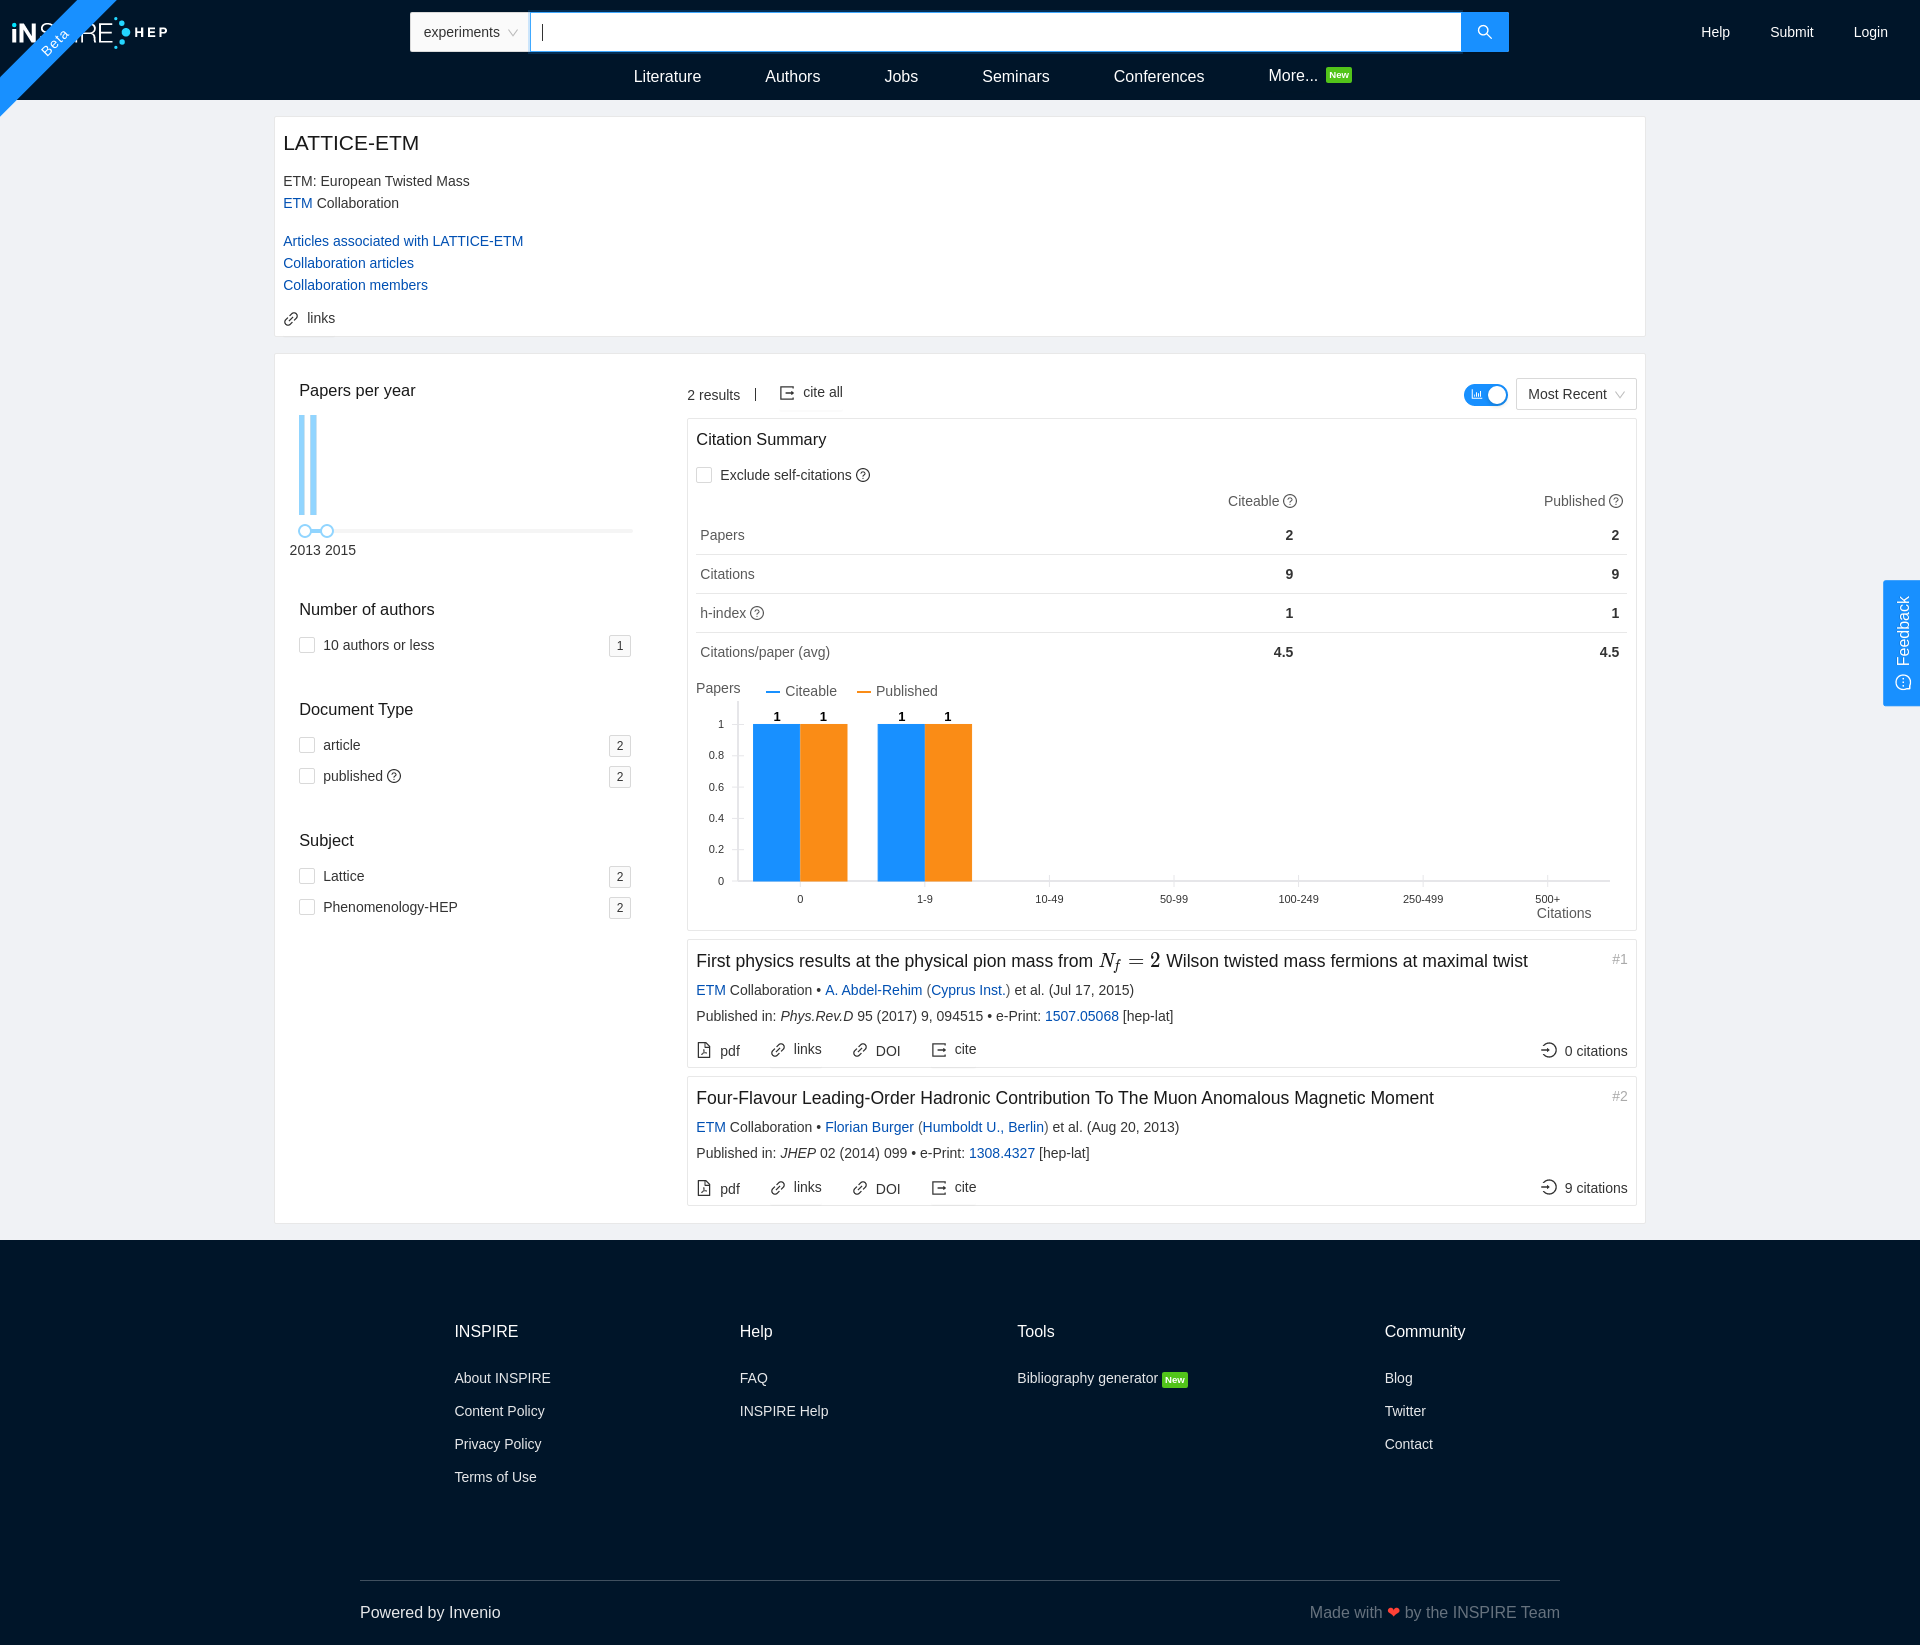 iNSPIRE HEP
Beta
experiments
Help Submit Login
Literature Authors Jobs Seminars Conferences More... New
LATTICE-ETM
ETM: European Twisted Mass
ETM Collaboration
Articles associated with LATTICE-ETM
Collaboration articles
Collaboration members
links
Papers per year
2013 2015
Number of authors
10 authors or less 1
Document Type
article 2
published 2
Subject
Lattice 2
Phenomenology-HEP 2
2 results | cite all
Most Recent
Citation Summary
Exclude self-citations
Citeable Published
Papers 2 2
Citations 9 9
h-index 1 1
Citations/paper (avg) 4.5 4.5
Papers Citeable Published
1 1 1 1
1
0.8
0.6
0.4
0.2
0
0 1-9 10-49 50-99 100-249 250-499 500+
Citations
First physics results at the physical pion mass from N_f = 2 Wilson twisted mass fermions at maximal twist #1
ETM Collaboration • A. Abdel-Rehim (Cyprus Inst.) et al. (Jul 17, 2015)
Published in: Phys.Rev.D 95 (2017) 9, 094515 • e-Print: 1507.05068 [hep-lat]
pdf links DOI cite 0 citations
Four-Flavour Leading-Order Hadronic Contribution To The Muon Anomalous Magnetic Moment #2
ETM Collaboration • Florian Burger (Humboldt U., Berlin) et al. (Aug 20, 2013)
Published in: JHEP 02 (2014) 099 • e-Print: 1308.4327 [hep-lat]
pdf links DOI cite 9 citations
Feedback
INSPIRE
About INSPIRE
Content Policy
Privacy Policy
Terms of Use
Help
FAQ
INSPIRE Help
Tools
Bibliography generator New
Community
Blog
Twitter
Contact
Powered by Invenio
Made with ❤ by the INSPIRE Team